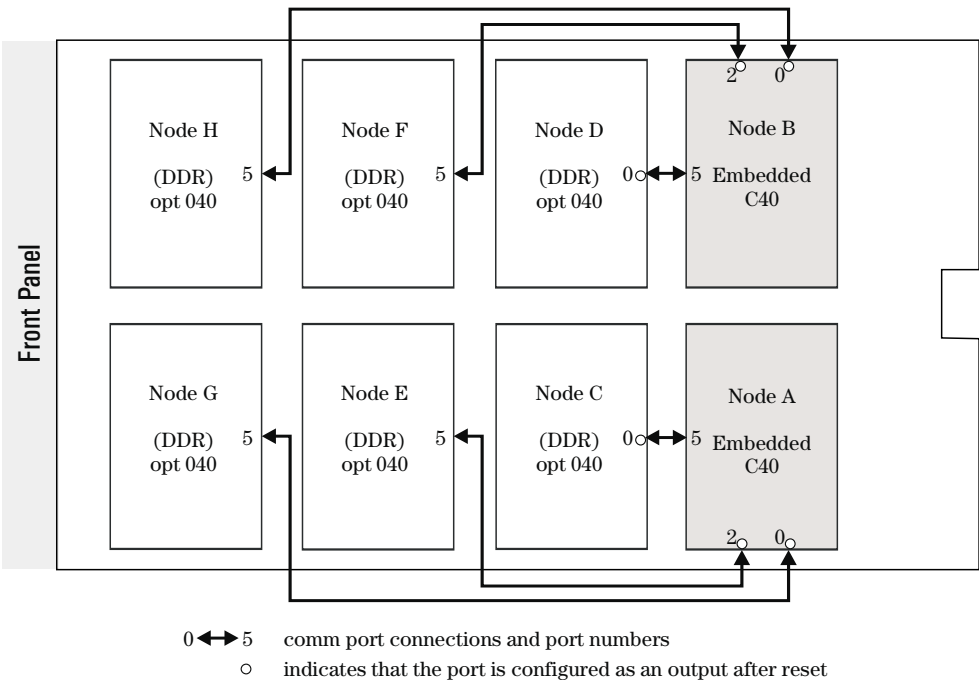 2 0
Node H
(DDR)
opt 040
5
Node F
(DDR)
opt 040
5
Node D
(DDR)
opt 040
0
5
Node B
Embedded
C40
Front Panel
Node G
(DDR)
opt 040
5
Node E
(DDR)
opt 040
5
Node C
(DDR)
opt 040
0
5
Node A
Embedded
C40
2 0
0 5 comm port connections and port numbers
indicates that the port is configured as an output after reset